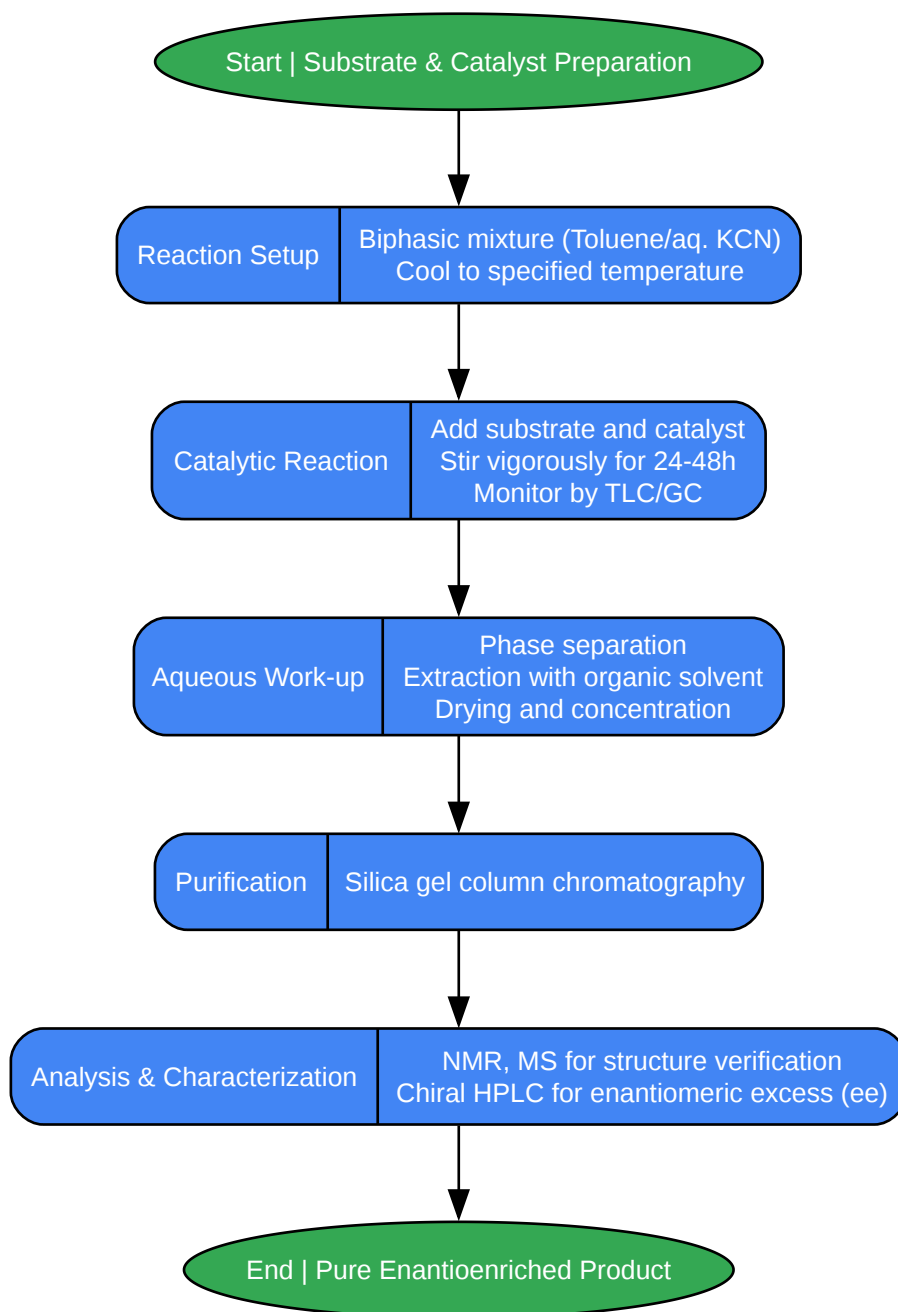 Start | Substrate & Catalyst Preparation
Reaction Setup
Biphasic mixture (Toluene/aq. KCN)
Cool to specified temperature
Catalytic Reaction
Add substrate and catalyst
Stir vigorously for 24-48h
Monitor by TLC/GC
Aqueous Work-up
Phase separation
Extraction with organic solvent
Drying and concentration
Purification
Silica gel column chromatography
Analysis & Characterization
NMR, MS for structure verification
Chiral HPLC for enantiomeric excess (ee)
End | Pure Enantioenriched Product